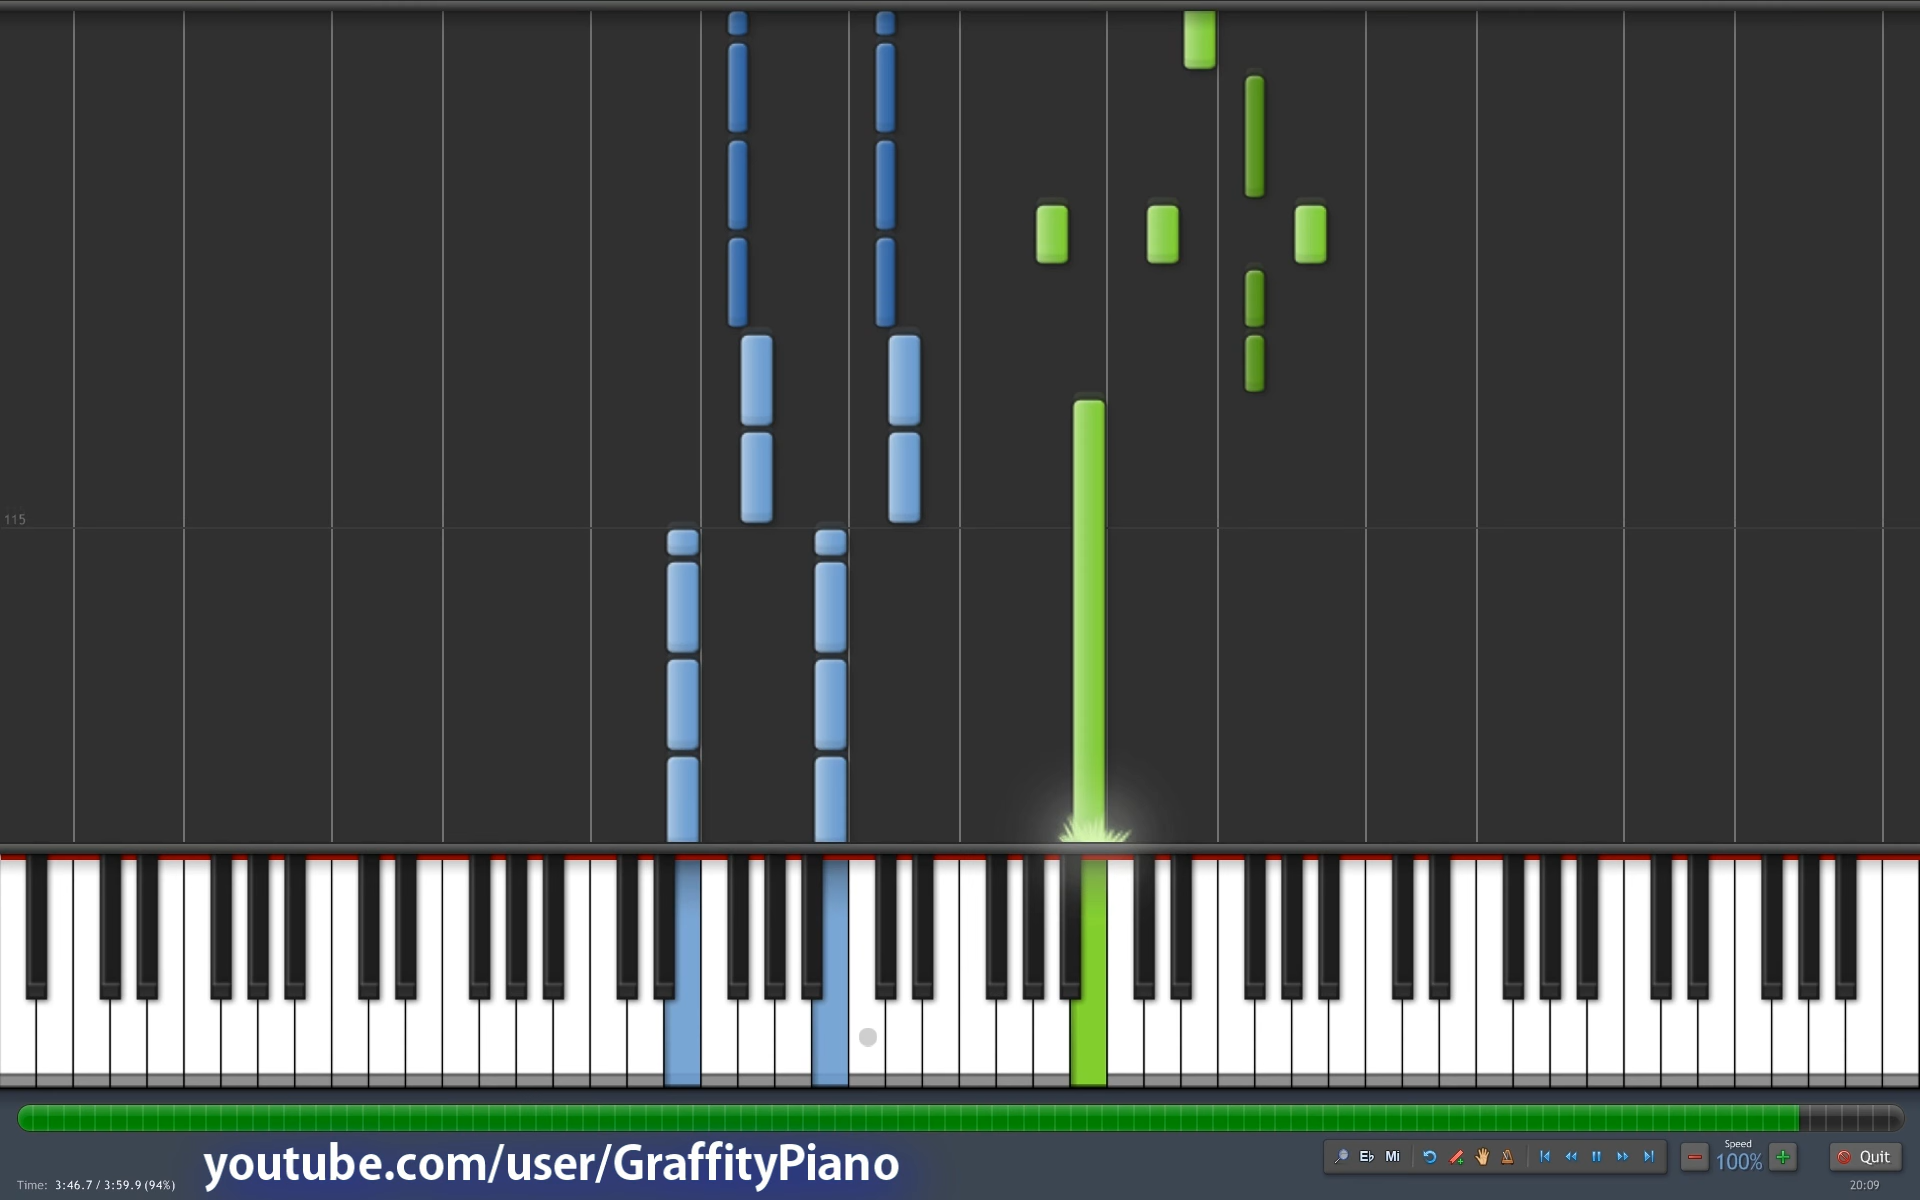 115
youtube.com/user/GraffityPiano
Time: 3:46.7 / 3:59.9 (94%)
E♭ Mi
Speed
100%
Quit
20:09